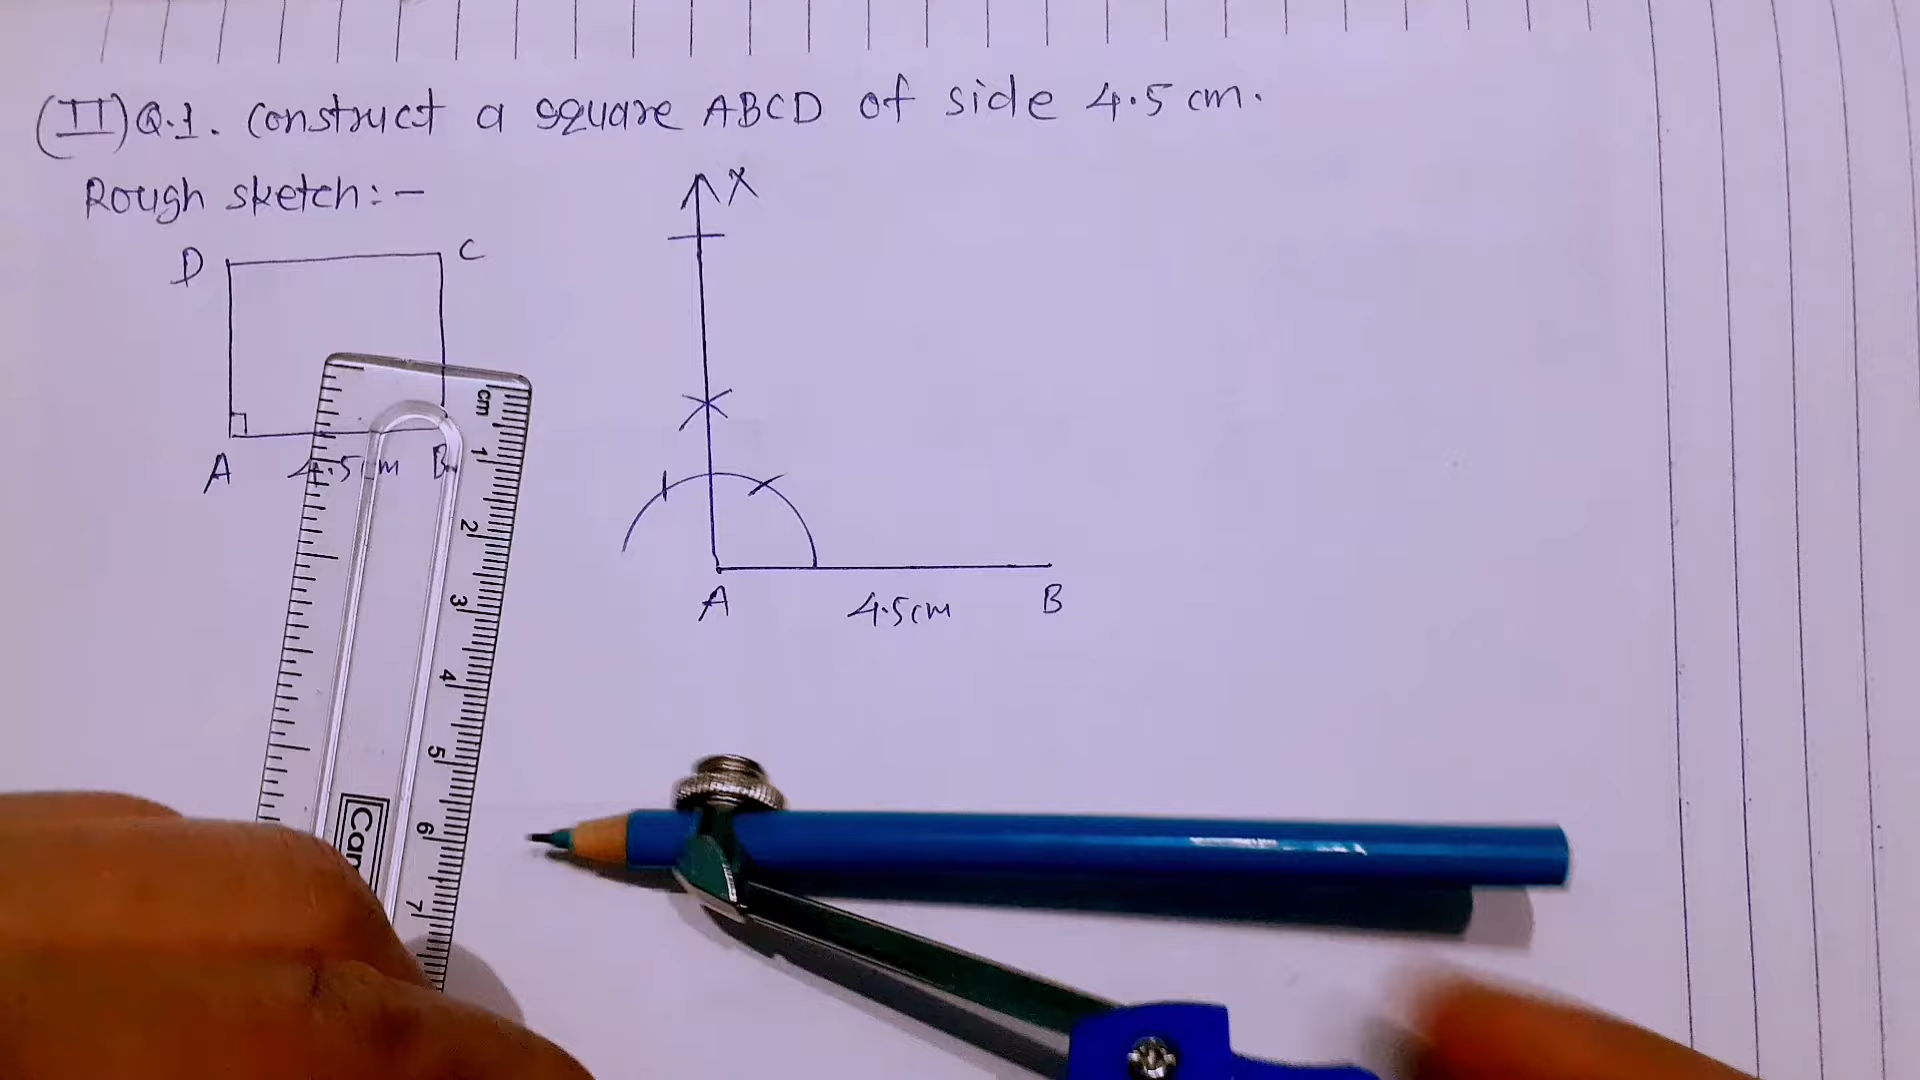 (II) Q.1. Construct a square ABCD of side 4.5 cm.
Rough sketch:-
X
D C
A 4.5cm B
A 4.5cm B
cm
1
2
3
4
5
6
7